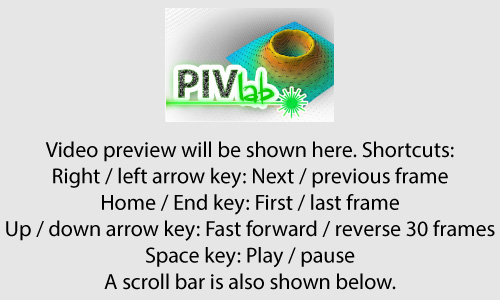 PIVlab
Video preview will be shown here. Shortcuts:
Right / left arrow key: Next / previous frame
Home / End key: First / last frame
Up / down arrow key: Fast forward / reverse 30 frames
Space key: Play / pause
A scroll bar is also shown below.